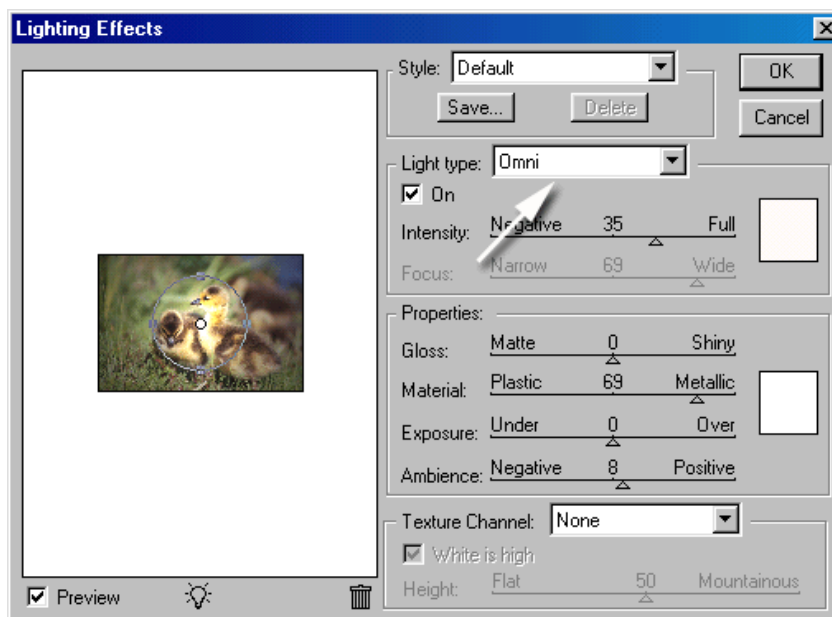 Lighting Effects
Style: Default
OK
Save... Delete
Cancel
Light type: Omni
On
Intensity: Negative 35 Full
Focus: Narrow 69 Wide
Properties:
Gloss: Matte 0 Shiny
Material: Plastic 69 Metallic
Exposure: Under 0 Over
Ambience: Negative 8 Positive
Texture Channel: None
White is high
Height: Flat 50 Mountainous
Preview